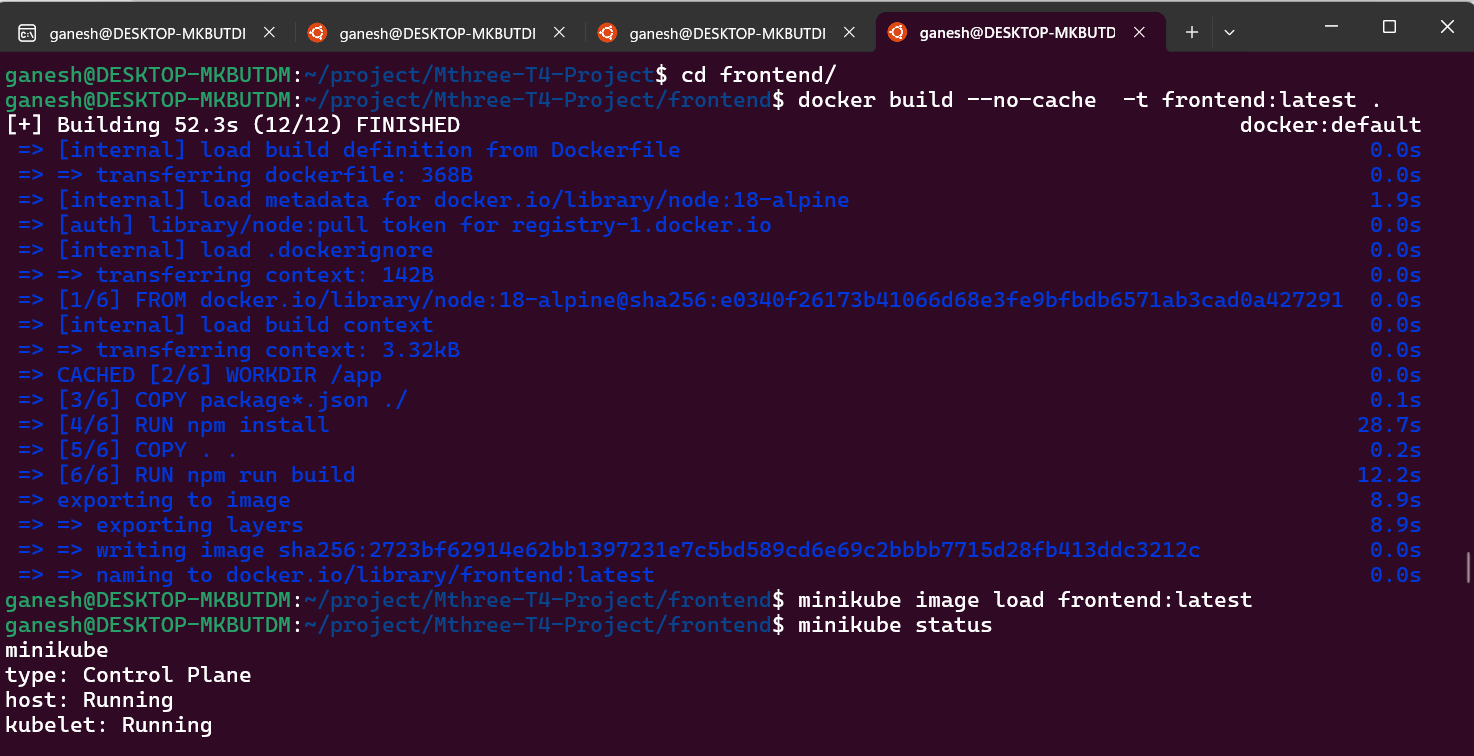 ganesh@DESKTOP-MKBUTDI
ganesh@DESKTOP-MKBUTDI
ganesh@DESKTOP-MKBUTDI
ganesh@DESKTOP-MKBUTD
ganesh@DESKTOP-MKBUTDM:~/project/Mthree-T4-Project$ cd frontend/
ganesh@DESKTOP-MKBUTDM:~/project/Mthree-T4-Project/frontend$ docker build --no-cache  -t frontend:latest .
[+] Building 52.3s (12/12) FINISHED docker:default
=> [internal] load build definition from Dockerfile 0.0s
=> => transferring dockerfile: 368B 0.0s
=> [internal] load metadata for docker.io/library/node:18-alpine 1.9s
=> [auth] library/node:pull token for registry-1.docker.io 0.0s
=> [internal] load .dockerignore 0.0s
=> => transferring context: 142B 0.0s
=> [1/6] FROM docker.io/library/node:18-alpine@sha256:e0340f26173b41066d68e3fe9bfbdb6571ab3cad0a427291 0.0s
=> [internal] load build context 0.0s
=> => transferring context: 3.32kB 0.0s
=> CACHED [2/6] WORKDIR /app 0.0s
=> [3/6] COPY package*.json ./ 0.1s
=> [4/6] RUN npm install 28.7s
=> [5/6] COPY . . 0.2s
=> [6/6] RUN npm run build 12.2s
=> exporting to image 8.9s
=> => exporting layers 8.9s
=> => writing image sha256:2723bf62914e62bb1397231e7c5bd589cd6e69c2bbbb7715d28fb413ddc3212c 0.0s
=> => naming to docker.io/library/frontend:latest 0.0s
ganesh@DESKTOP-MKBUTDM:~/project/Mthree-T4-Project/frontend$ minikube image load frontend:latest
ganesh@DESKTOP-MKBUTDM:~/project/Mthree-T4-Project/frontend$ minikube status
minikube
type: Control Plane
host: Running
kubelet: Running